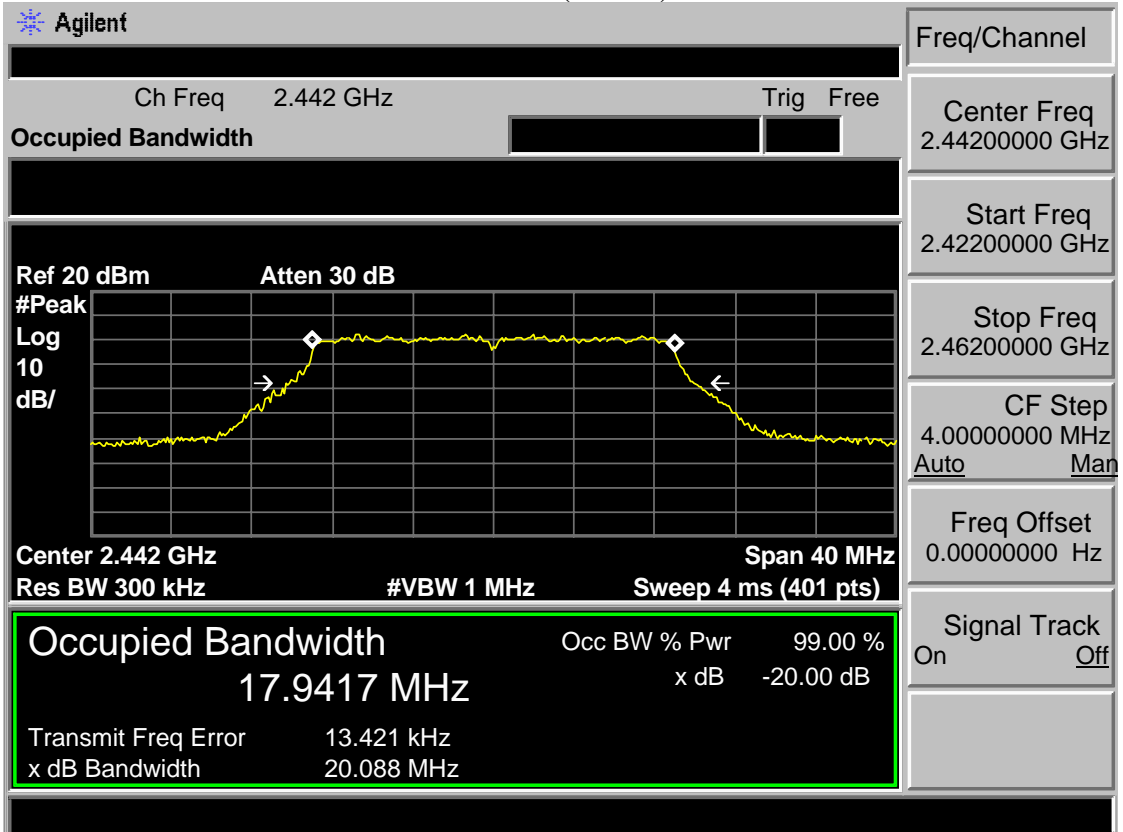 Agilent
Freq/Channel
Ch Freq 2.442 GHz Trig Free
Occupied Bandwidth
Center Freq
2.44200000 GHz
Start Freq
2.42200000 GHz
Ref 20 dBm Atten 30 dB
#Peak
Log
10
dB/
Stop Freq
2.46200000 GHz
CF Step
4.00000000 MHz
Auto Man
Freq Offset
0.00000000 Hz
Center 2.442 GHz Span 40 MHz
Res BW 300 kHz #VBW 1 MHz Sweep 4 ms (401 pts)
Signal Track
On Off
Occupied Bandwidth Occ BW % Pwr 99.00 %
17.9417 MHz x dB -20.00 dB
Transmit Freq Error 13.421 kHz
x dB Bandwidth 20.088 MHz